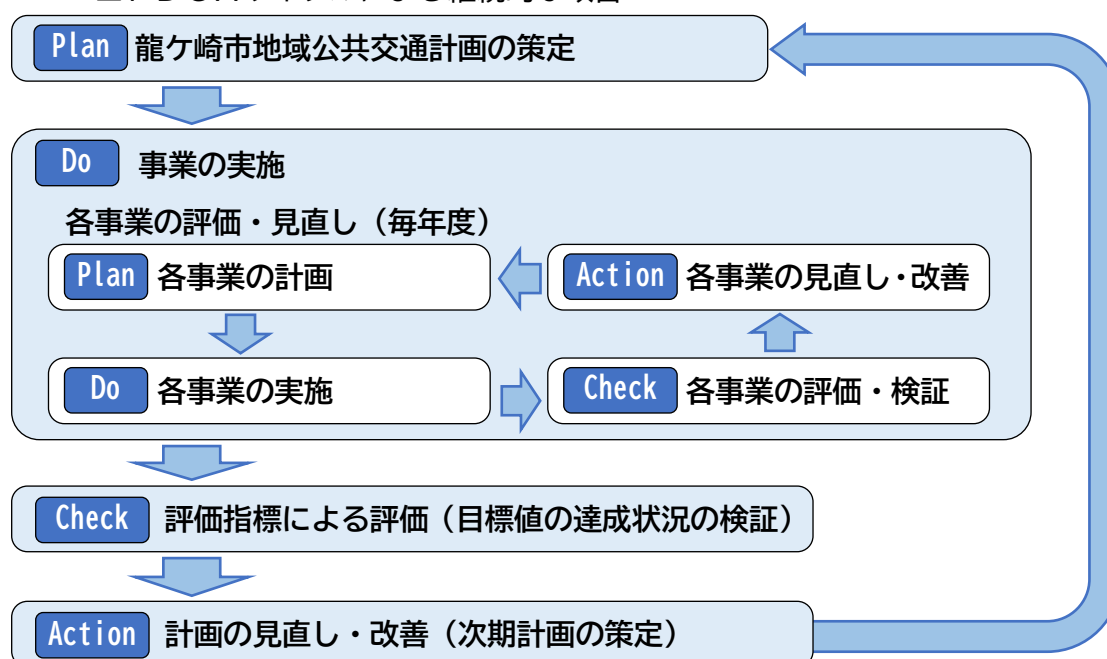 Plan 龍ケ崎市地域公共交通計画の策定
Do 事業の実施
各事業の評価・見直し（毎年度）
Plan 各事業の計画
Action 各事業の見直し・改善
Do 各事業の実施
Check 各事業の評価・検証
Check 評価指標による評価（目標値の達成状況の検証）
Action 計画の見直し・改善（次期計画の策定）